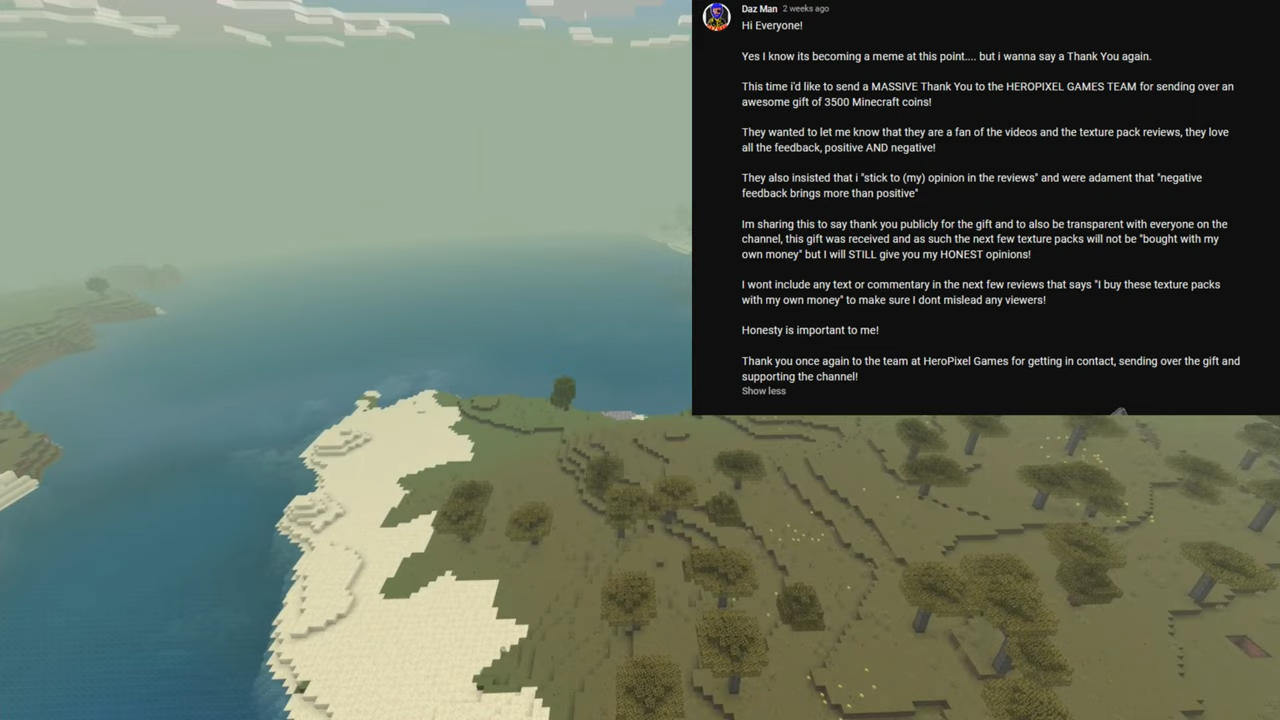 Daz Man 2 weeks ago
Hi Everyone!
Yes I know its becoming a meme at this point.... but i wanna say a Thank You again.
This time i'd like to send a MASSIVE Thank You to the HEROPIXEL GAMES TEAM for sending over an
awesome gift of 3500 Minecraft coins!
They wanted to let me know that they are a fan of the videos and the texture pack reviews, they love
all the feedback, positive AND negative!
They also insisted that i "stick to (my) opinion in the reviews" and were adament that "negative
feedback brings more than positive"
Im sharing this to say thank you publicly for the gift and to also be transparent with everyone on the
channel, this gift was received and as such the next few texture packs will not be "bought with my
own money" but I will STILL give you my HONEST opinions!
I wont include any text or commentary in the next few reviews that says "I buy these texture packs
with my own money" to make sure I dont mislead any viewers!
Honesty is important to me!
Thank you once again to the team at HeroPixel Games for getting in contact, sending over the gift and
supporting the channel!
Show less